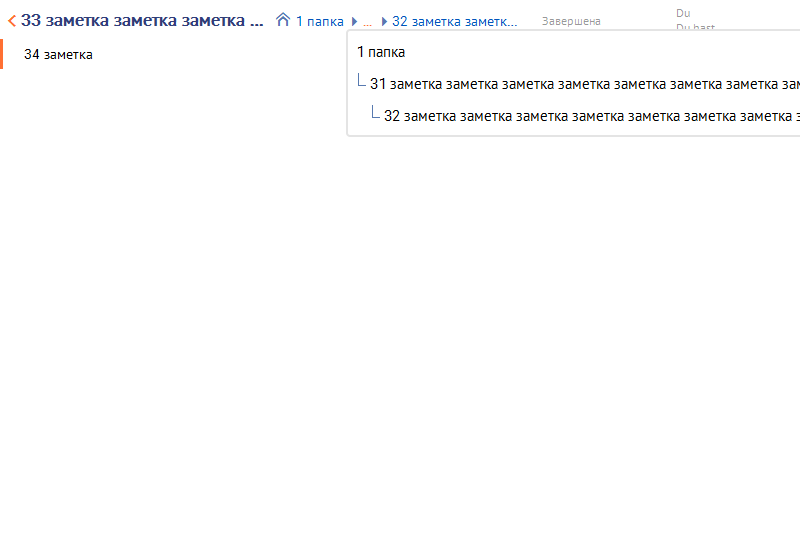 33 заметка заметка заметка ...
1 папка
...
32 заметка заметк...
Завершена
Du
Du hast
34 заметка
1 папка
31 заметка заметка заметка заметка заметка заметка заметка
32 заметка заметка заметка заметка заметка заметка заметка